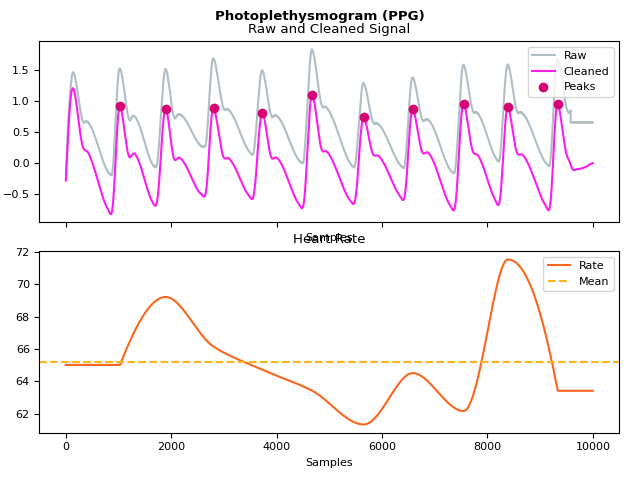 Photoplethysmogram (PPG)
Raw and Cleaned Signal
Raw
Cleaned
Peaks
1.5
1.0
0.5
0.0
−0.5
Samples
Heart Rate
Rate
Mean
72
70
68
66
64
62
0 2000 4000 6000 8000 10000
Samples